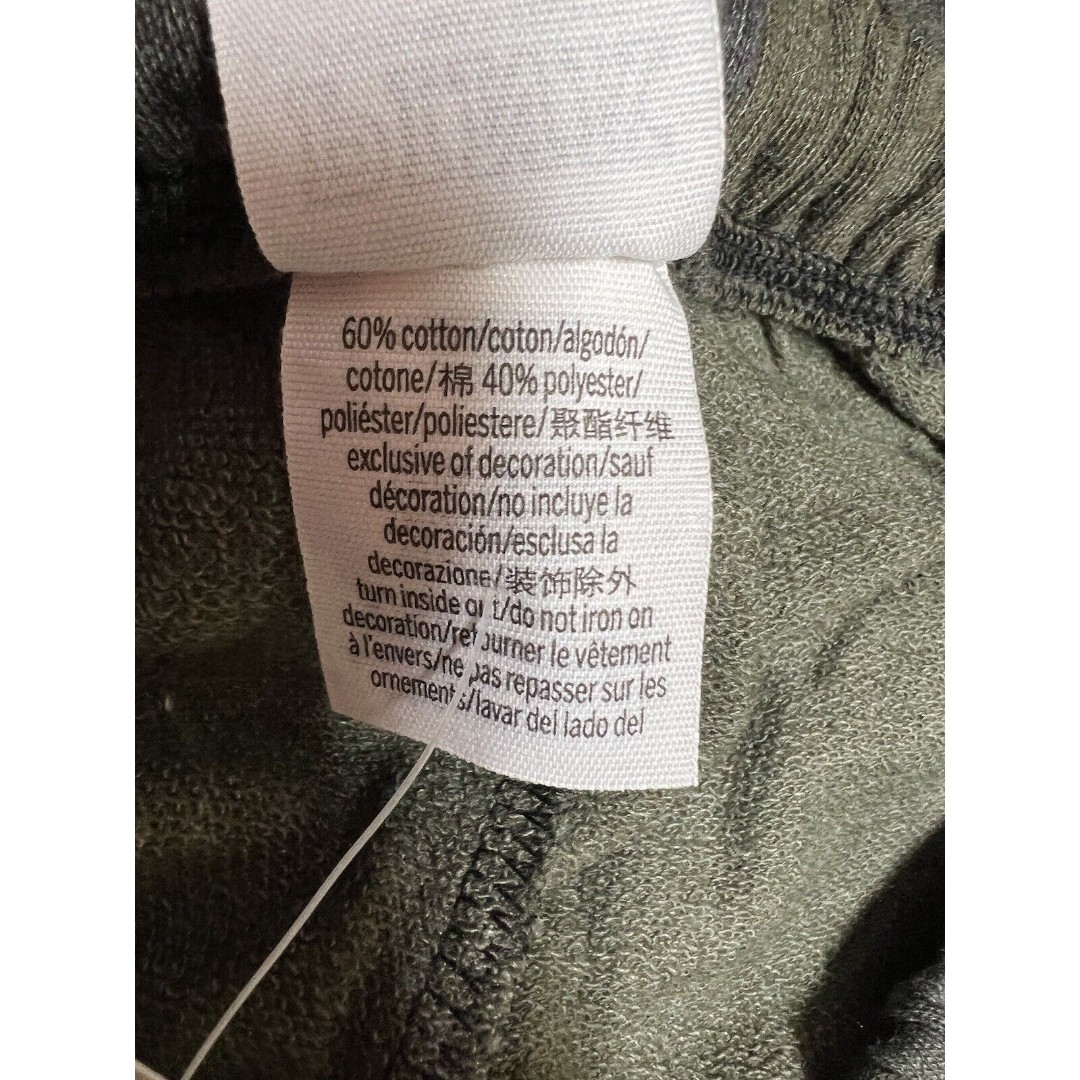 60% cotton/coton/algodón/
cotone/棉 40% polyester/
poliéster/poliestere/聚酯纤维
exclusive of decoration/sauf
décoration/no incluye la
decoración/esclusa la
decorazione/装饰除外
turn inside out/do not iron on
decoration/retourner le vêtement
à l'envers/ne pas repasser sur les
ornements/lavar del lado del